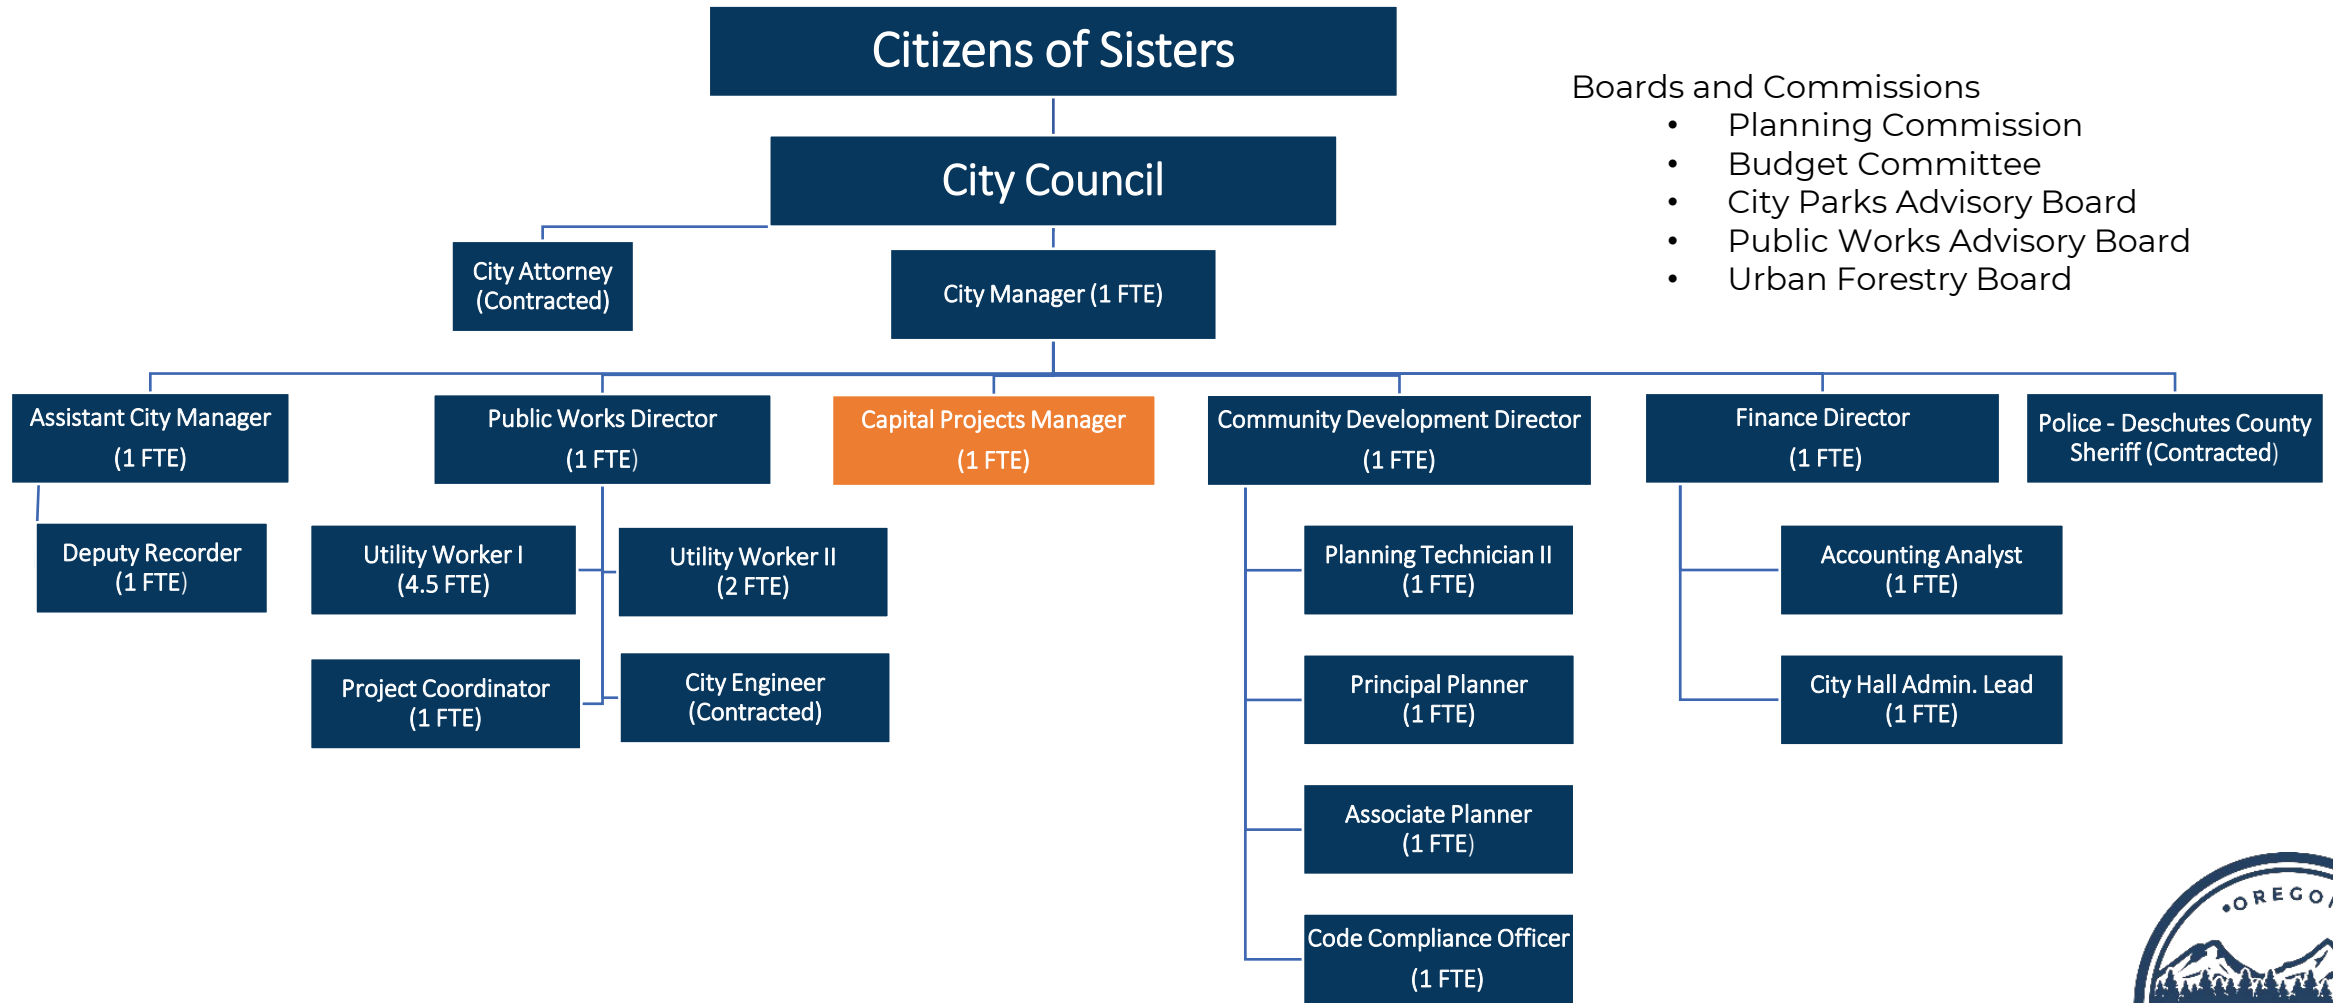 Citizens of Sisters
City Council
Boards and Commissions
• Planning Commission
• Budget Committee
• City Parks Advisory Board
• Public Works Advisory Board
• Urban Forestry Board
City Attorney
(Contracted)
City Manager (1 FTE)
Assistant City Manager
(1 FTE)
Public Works Director
(1 FTE)
Capital Projects Manager
(1 FTE)
Community Development Director
(1 FTE)
Finance Director
(1 FTE)
Police - Deschutes County
Sheriff (Contracted)
Deputy Recorder
(1 FTE)
Utility Worker I
(4.5 FTE)
Utility Worker II
(2 FTE)
Planning Technician II
(1 FTE)
Accounting Analyst
(1 FTE)
Project Coordinator
(1 FTE)
City Engineer
(Contracted)
Principal Planner
(1 FTE)
City Hall Admin. Lead
(1 FTE)
Associate Planner
(1 FTE)
Code Compliance Officer
(1 FTE)